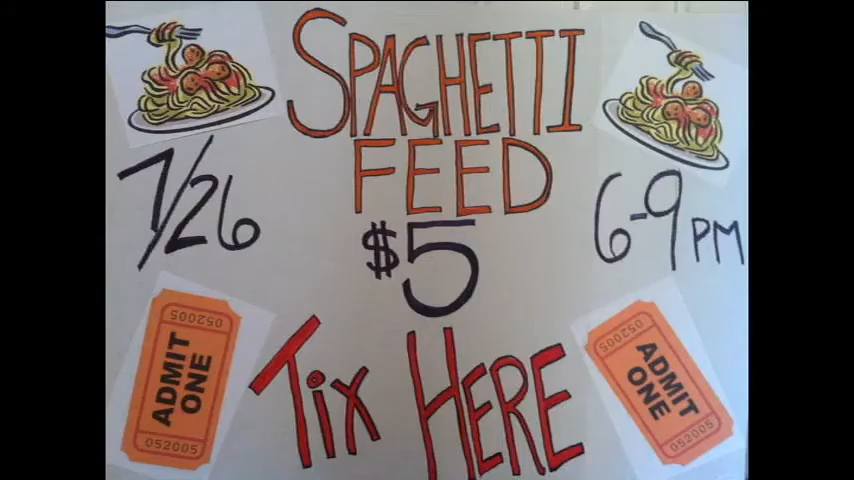 SPAGHETTI
FEED
7/26
$5
6-9 PM
TIX HERE
052005
ADMIT
ONE
052005
052005
ADMIT
ONE
052005